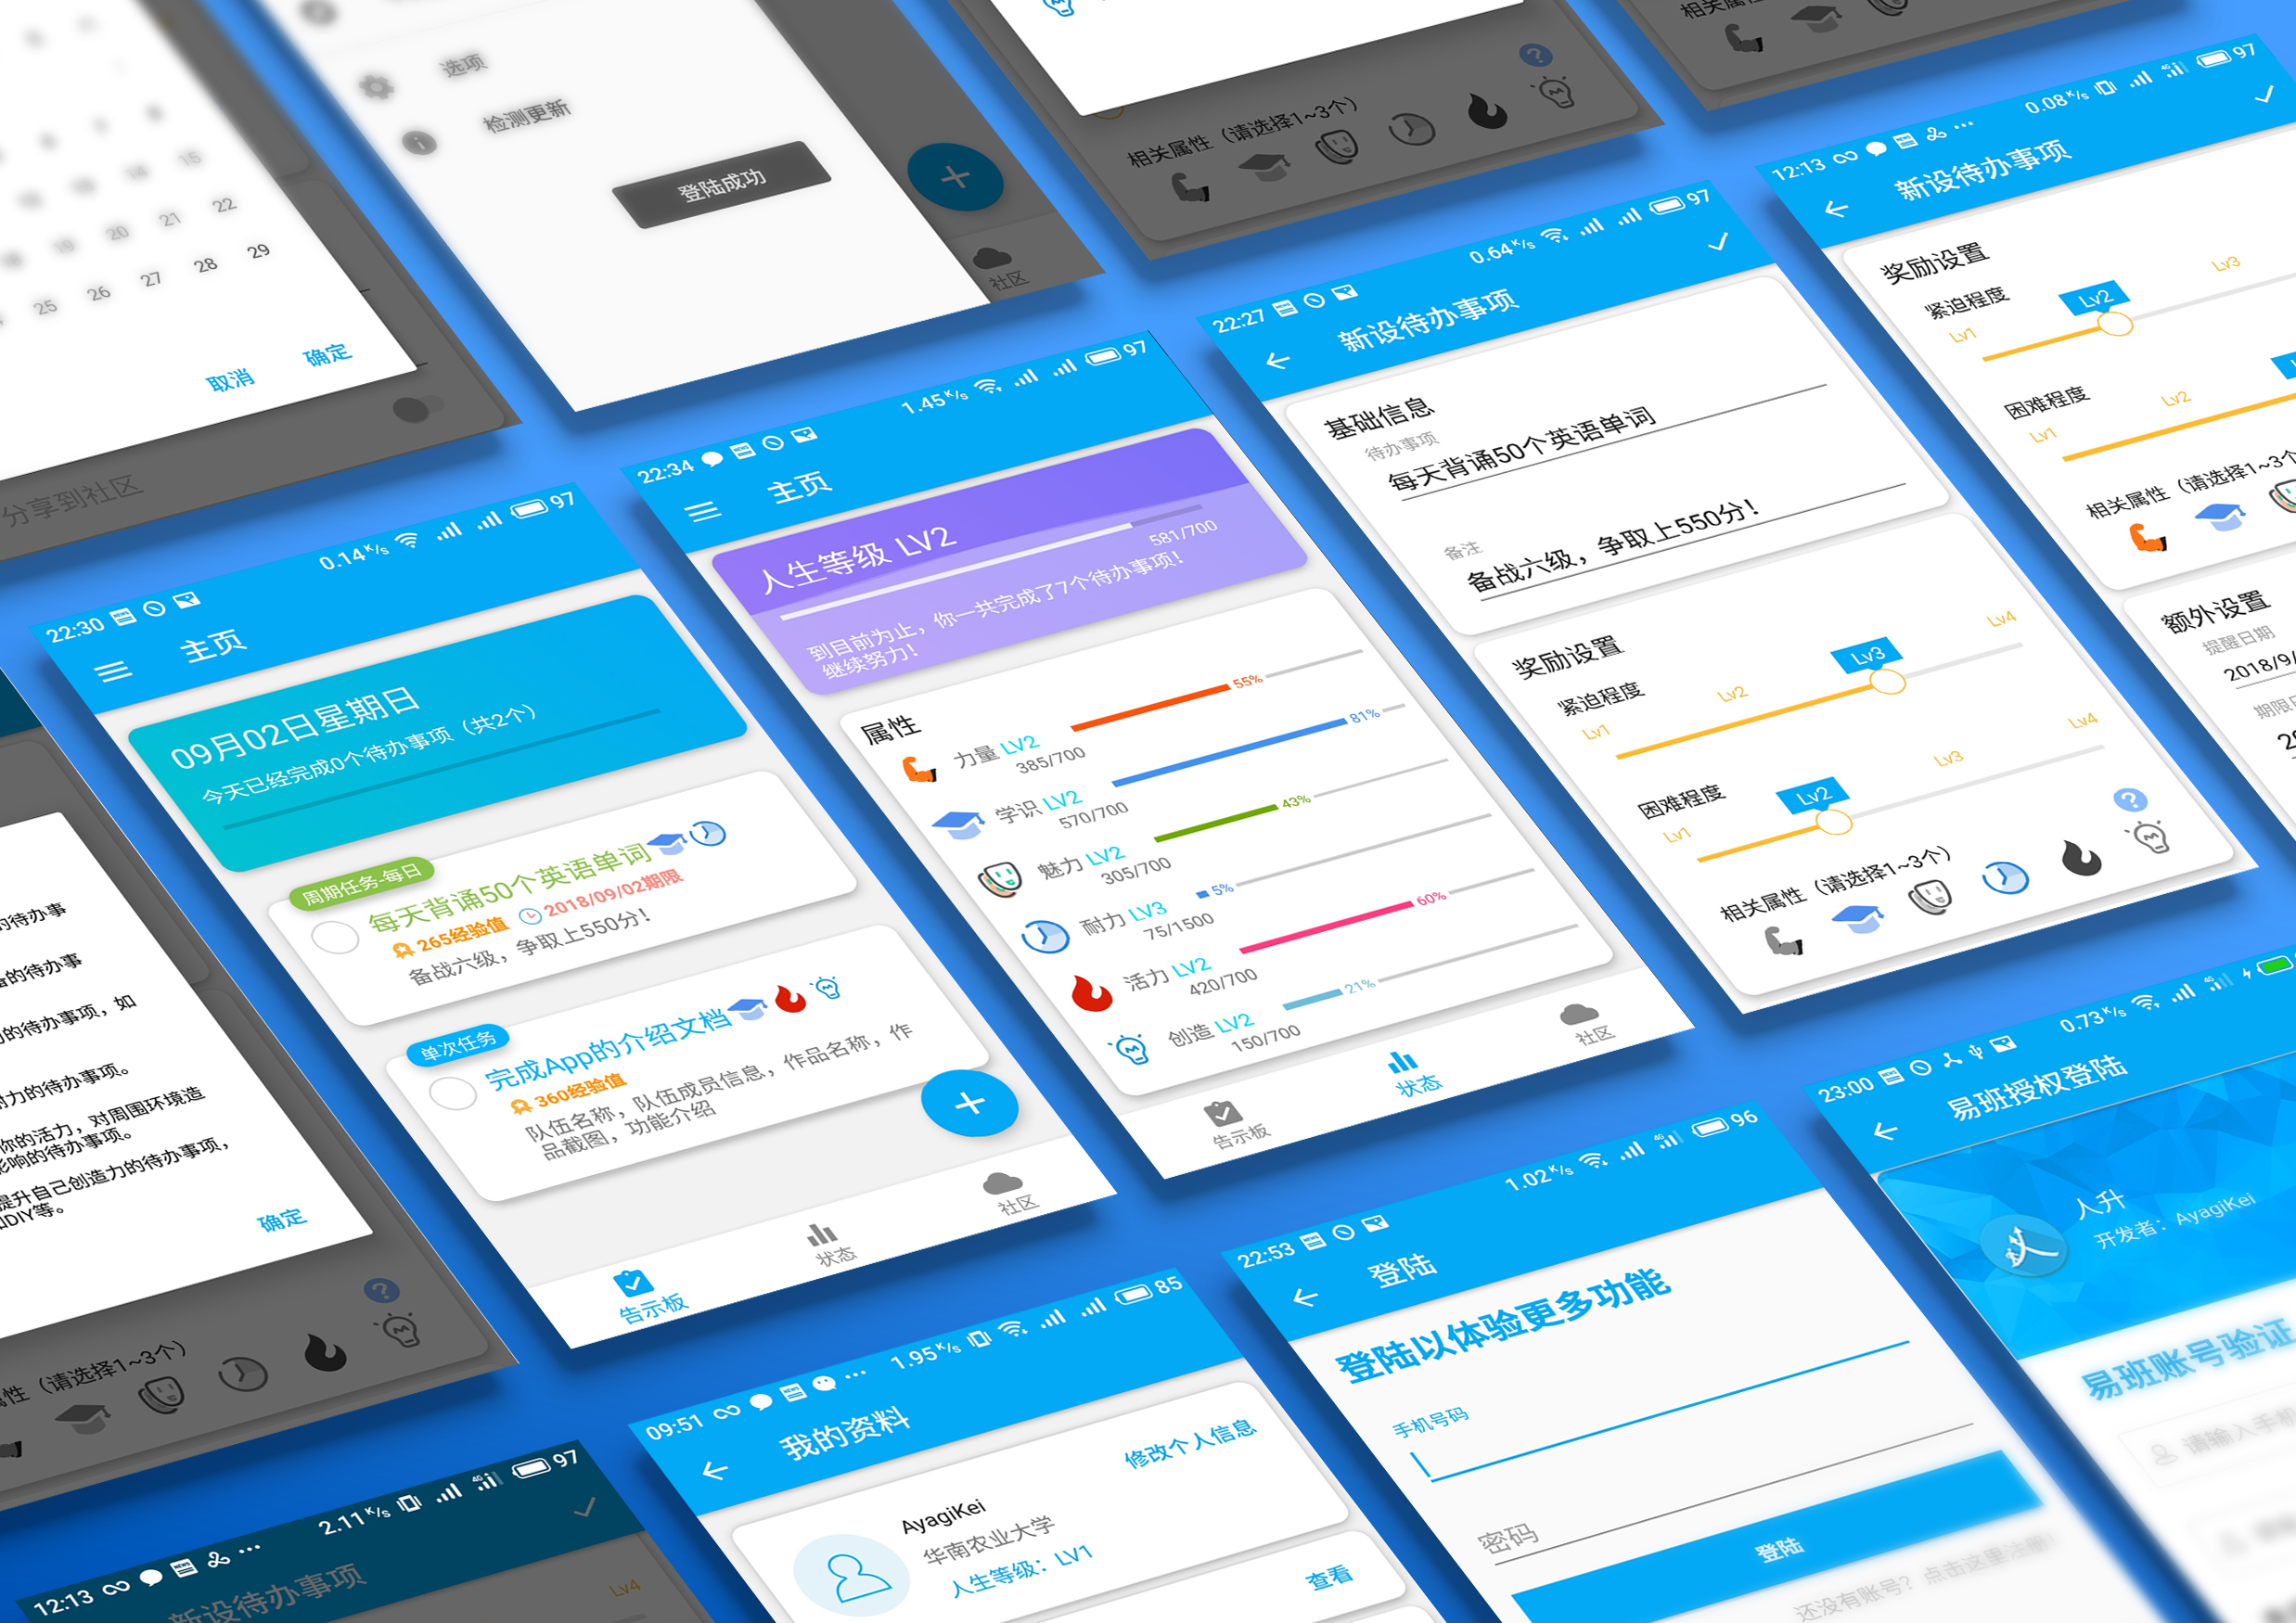 14 15
18 19 20 21 22
25 26 27 28 29
取消 确定
分享到社区
选项
检测更新
登陆成功
社区
相关属性（请选择1~3个）
相关属性
12:13 0.08K/s 4G 97
新设待办事项
奖励设置
紧迫程度
Lv1 Lv2 Lv3
困难程度
Lv1 Lv2
相关属性（请选择1~3个
额外设置
提醒日期
2018/9/
22:27 0.64K/s 97
新设待办事项
基础信息
待办事项
每天背诵50个英语单词
备注
备战六级，争取上550分！
奖励设置
紧迫程度
Lv1 Lv2 Lv3 Lv4
困难程度
Lv1 Lv2 Lv3 Lv4
相关属性（请选择1~3个）
22:34 1.45K/s 97
主页
人生等级 LV2
581/700
到目前为止，你一共完成了7个待办事项！
继续努力！
属性
力量 LV2 55%
385/700
学识 LV2 81%
570/700
魅力 LV2 43%
305/700
耐力 LV3 5%
75/1500
活力 LV2 60%
420/700
创造 LV2 21%
150/700
告示板 状态 社区
22:30 0.14K/s 97
主页
09月02日星期日
今天已经完成0个待办事项（共2个）
周期任务-每日
每天背诵50个英语单词
265经验值 2018/09/02期限
备战六级，争取上550分！
单次任务
完成App的介绍文档
360经验值
队伍名称，队伍成员信息，作品名称，作
品截图，功能介绍
告示板 状态 社区
的待办事
备的待办事
的待办事项，如
耐力的待办事项。
你的活力，对周围环境造
影响的待办事项。
提升自己创造力的待办事项，
DIY等。
确定
属性（请选择1~3个）
12:13 2.11K/s 4G 97
新设待办事项
Lv4
09:51 1.95K/s 85
我的资料
修改个人信息
AyagiKei
华南农业大学
人生等级：LV1
查看
22:53 1.02K/s 4G 96
登陆
登陆以体验更多功能
手机号码
密码
登陆
还没有账号？点击这里注册！
23:00 0.73K/s 4G
易班授权登陆
人升
开发者：AyagiKei
易班账号验证
请输入手机